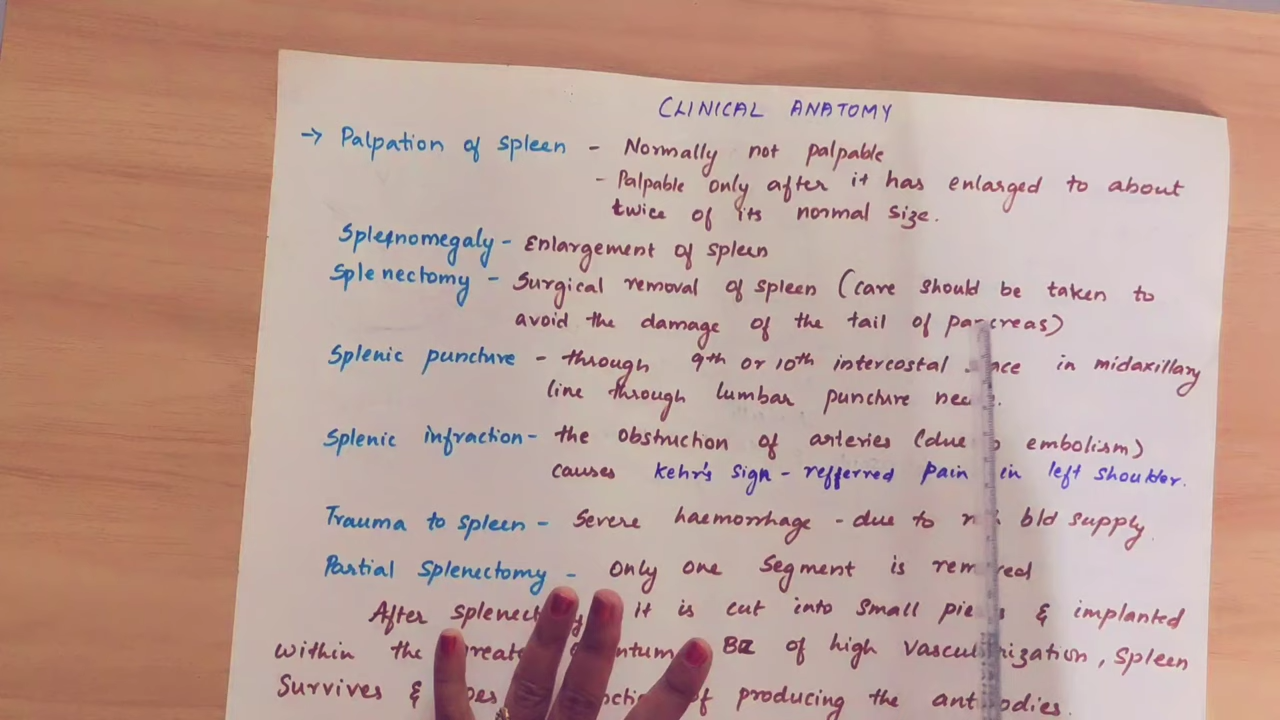 CLINICAL ANATOMY
→ Palpation of spleen - Normally not palpable
- Palpable only after it has enlarged to about
twice of its normal size.
Spleenomegaly - Enlargement of spleen
Splenectomy - Surgical removal of spleen (care should be taken to
avoid the damage of the tail of pancreas)
Splenic puncture - through 9th or 10th intercostal in midaxillary
line through lumbar puncture
Splenic infraction - the obstruction of arteries (due embolism)
causes Kehr's sign - refferred pain in left shoulder.
Trauma to spleen - Severe haemorrhage - due to bld supply.
Partial Splenectomy - only one segment is removed
After it is cut into small & implanted
within the Bz of high vascularization, spleen
Survives & of producing the antibodies.